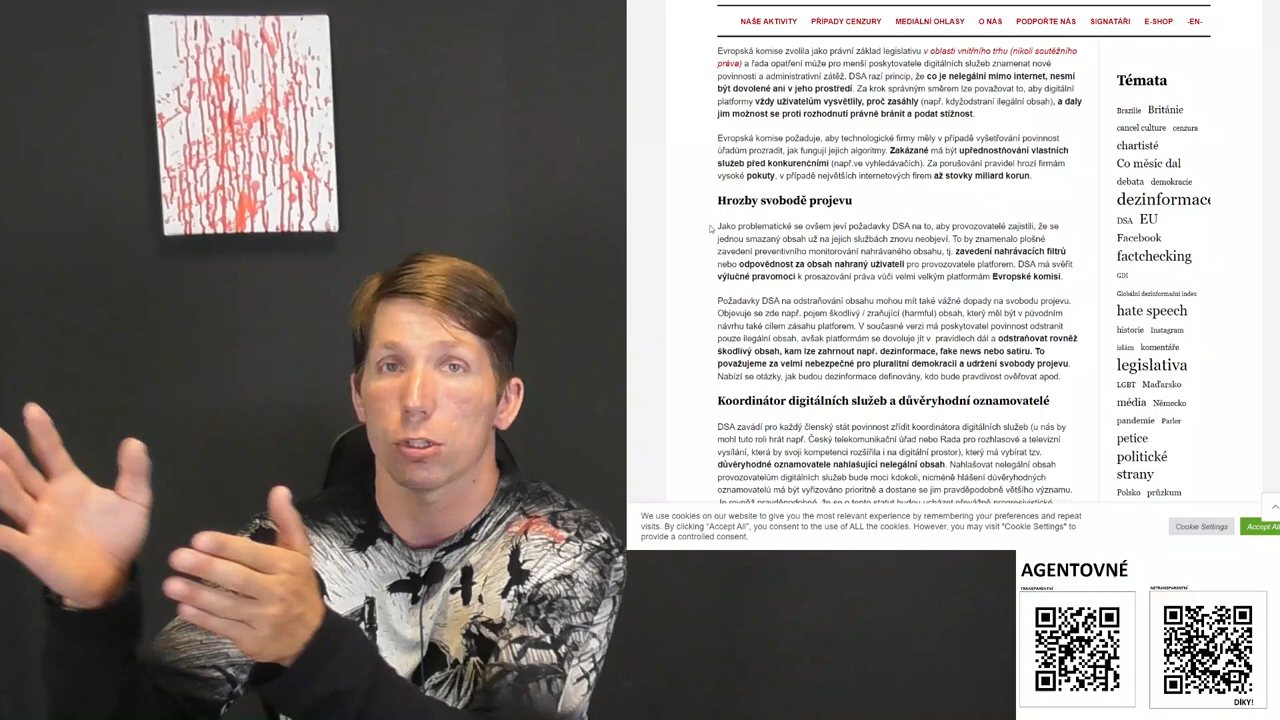 NAŠE AKTIVITY PŘÍPADY CENZURY MEDIÁLNÍ OHLASY O NÁS PODPOŘTE NÁS SIGNATÁŘI E-SHOP -EN-
Evropská komise zvolila jako právní základ legislativu v oblasti vnitřního trhu (nikoli soutěžního
práva) a řada opatření může pro menší poskytovatele digitálních služeb znamenat nové
povinnosti a administrativní zátěž. DSA razí princip, že co je nelegální mimo internet, nesmí
být dovolené ani v jeho prostředí. Za krok správným směrem lze považovat to, aby digitální
platformy vždy uživatelům vysvětlily, proč zasáhly (např. kdyžodstraní ilegální obsah), a daly
jim možnost se proti rozhodnutí právně bránit a podat stížnost.
Evropská komise požaduje, aby technologické firmy měly v případě vyšetřování povinnost
úřadům prozradit, jak fungují jejich algoritmy. Zakázané má být upřednostňování vlastních
služeb před konkurenčními (např.ve vyhledávačích). Za porušování pravidel hrozí firmám
vysoké pokuty, v případě největších internetových firem až stovky miliard korun.
Hrozby svobodě projevu
Jako problematické se ovšem jeví požadavky DSA na to, aby provozovatelé zajistili, že se
jednou smazaný obsah už na jejich službách znovu neobjeví. To by znamenalo plošné
zavedení preventivního monitorování nahrávaného obsahu, tj. zavedení nahrávacích filtrů
nebo odpovědnost za obsah nahraný uživateli pro provozovatele platforem. DSA má svěřit
výlučné pravomoci k prosazování práva vůči velmi velkým platformám Evropské komisi.
Požadavky DSA na odstraňování obsahu mohou mít také vážné dopady na svobodu projevu.
Objevuje se zde např. pojem škodlivý / zraňující (harmful) obsah, který měl být v původním
návrhu také cílem zásahu platforem. V současné verzi má poskytovatel povinnost odstranit
pouze ilegální obsah, avšak platformám se dovoluje jít v pravidlech dál a odstraňovat rovněž
škodlivý obsah, kam lze zahrnout např. dezinformace, fake news nebo satiru. To
považujeme za velmi nebezpečné pro pluralitní demokracii a udržení svobody projevu.
Nabízí se otázky, jak budou dezinformace definovány, kdo bude pravdivost ověřovat apod.
Koordinátor digitálních služeb a důvěryhodní oznamovatelé
DSA zavádí pro každý členský stát povinnost zřídit koordinátora digitálních služeb (u nás by
mohl tuto roli hrát např. Český telekomunikační úřad nebo Rada pro rozhlasové a televizní
vysílání, která by svoji kompetenci rozšířila i na digitální prostor), který má vybírat tzv.
důvěryhodné oznamovatele nahlašující nelegální obsah. Nahlašovat nelegální obsah
provozovatelům digitálních služeb bude moci kdokoli, nicméně hlášení důvěryhodných
oznamovatelů má být vyřizováno prioritně a dostane se jim pravděpodobně většího významu.
Je rovněž pravděpodobné, že se o tento statut budou ucházet převážně progresivistické
Témata
Brazílie Británie
cancel culture cenzura
chartisté
Co měsíc dal
debata demokracie
dezinformace
DSA EU
Facebook
factchecking
GDI
Globální dezinformační index
hate speech
historie Instagram
islám komentáře
legislativa
LGBT Maďarsko
média Německo
pandemie Parler
petice
politické
strany
Polsko průzkum
We use cookies on our website to give you the most relevant experience by remembering your preferences and repeat
visits. By clicking "Accept All", you consent to the use of ALL the cookies. However, you may visit "Cookie Settings" to
provide a controlled consent.
Cookie Settings Accept All
AGENTOVNÉ
TRANSPARENTNÍ NETRANSPARENTNÍ
DÍKY!